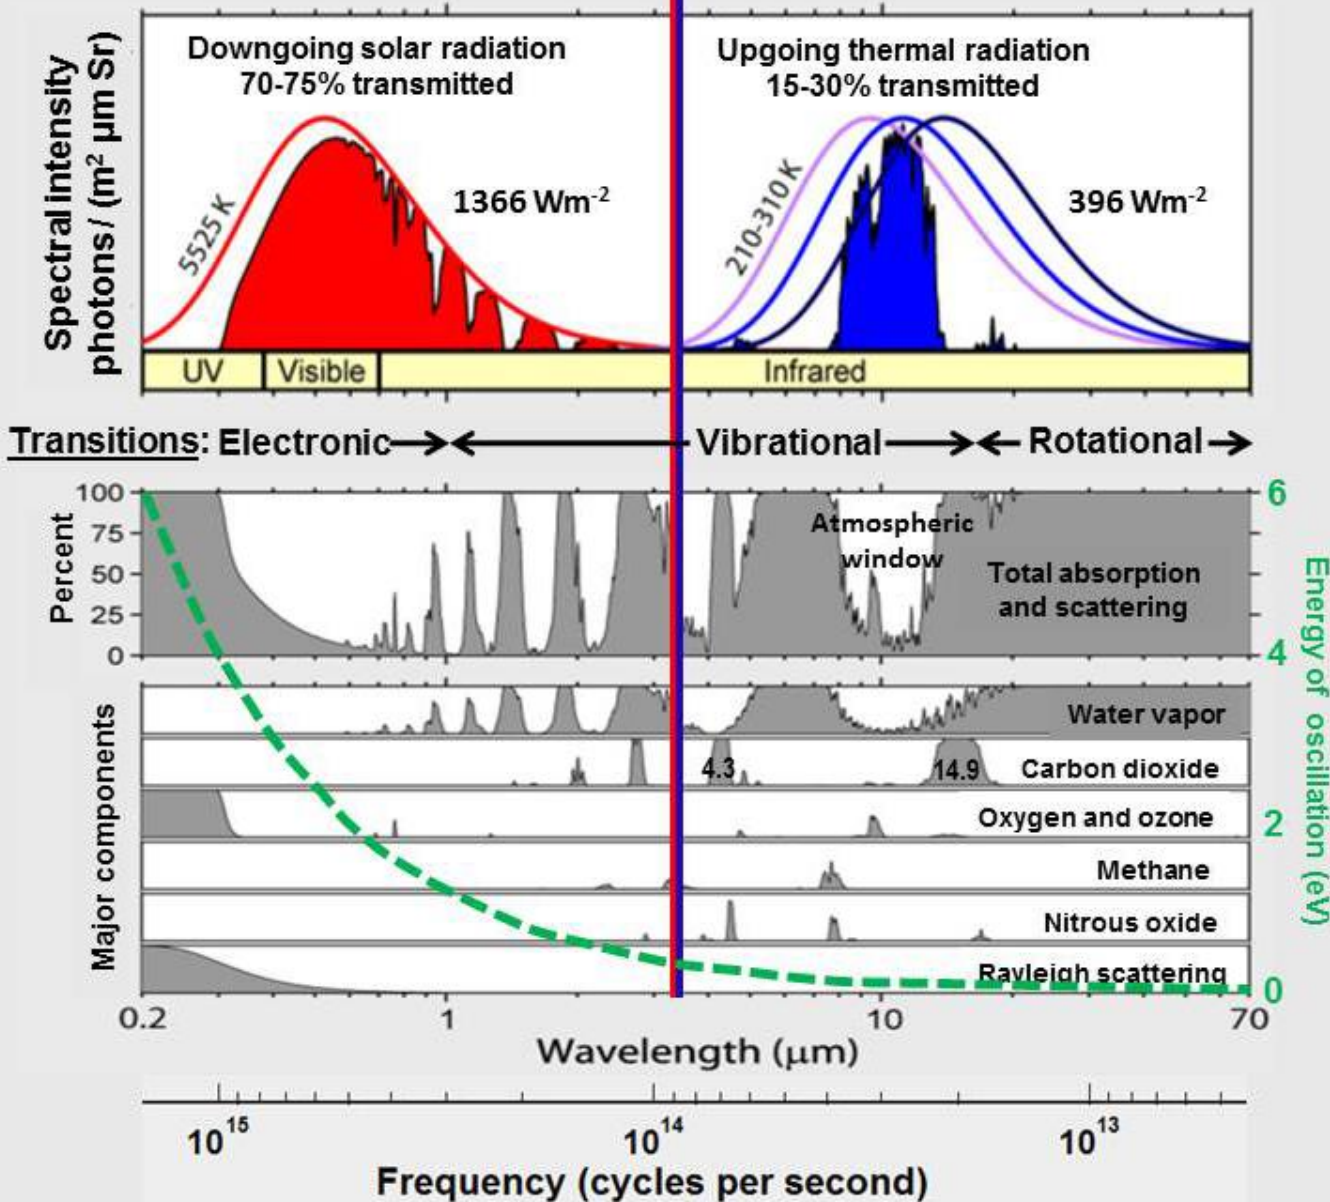 Spectral intensity
photons / (m² µm Sr)
Downgoing solar radiation
70-75% transmitted
5525 K
1366 Wm⁻²
Upgoing thermal radiation
15-30% transmitted
210-310 K
396 Wm⁻²
UV
Visible
Infrared
Transitions: Electronic
Vibrational
Rotational
Percent
100
75
50
25
0
Atmospheric
window
Total absorption
and scattering
6
4
2
0
Energy of oscillation (eV)
Major components
Water vapor
4.3
14.9
Carbon dioxide
Oxygen and ozone
Methane
Nitrous oxide
Rayleigh scattering
0.2
1
10
70
Wavelength (µm)
10¹⁵
10¹⁴
10¹³
Frequency (cycles per second)